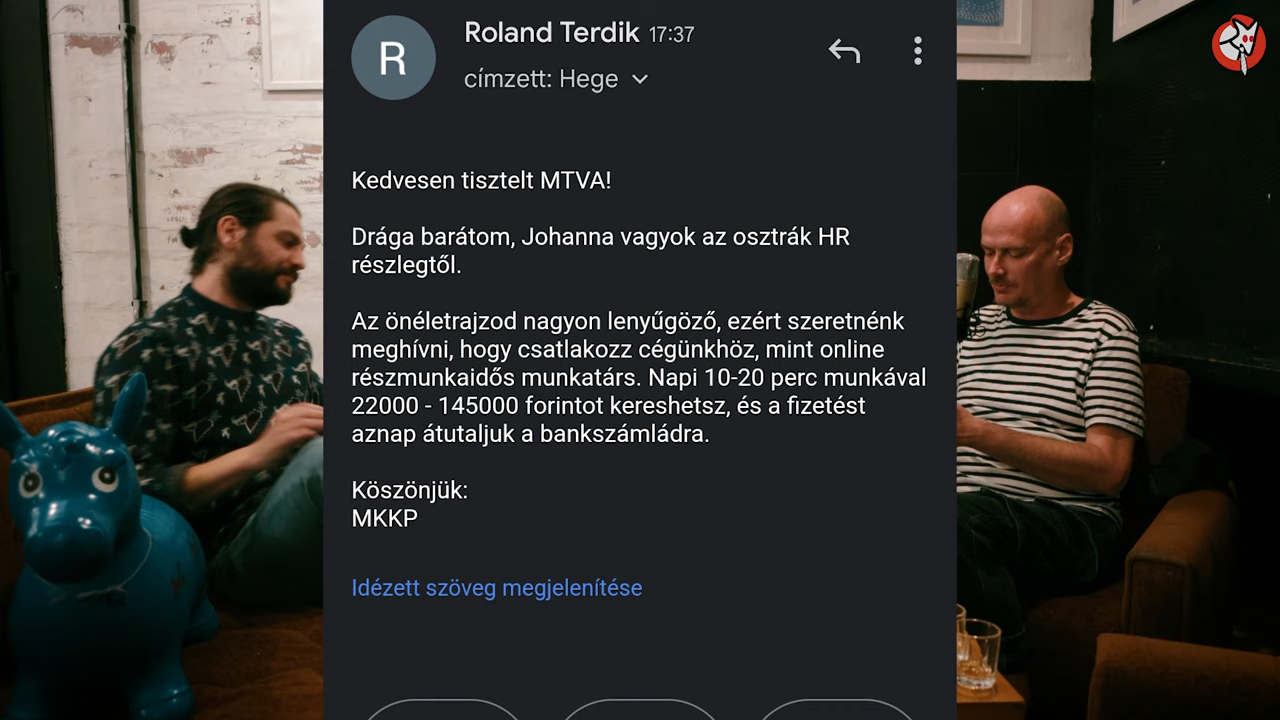 R
Roland Terdik 17:37
címzett: Hege
Kedvesen tisztelt MTVA!
Drága barátom, Johanna vagyok az osztrák HR
részlegtől.
Az önéletrajzod nagyon lenyűgöző, ezért szeretnénk
meghívni, hogy csatlakozz cégünkhöz, mint online
részmunkaidős munkatárs. Napi 10-20 perc munkával
22000 - 145000 forintot kereshetsz, és a fizetést
aznap átutaljuk a bankszámládra.
Köszönjük:
MKKP
Idézett szöveg megjelenítése